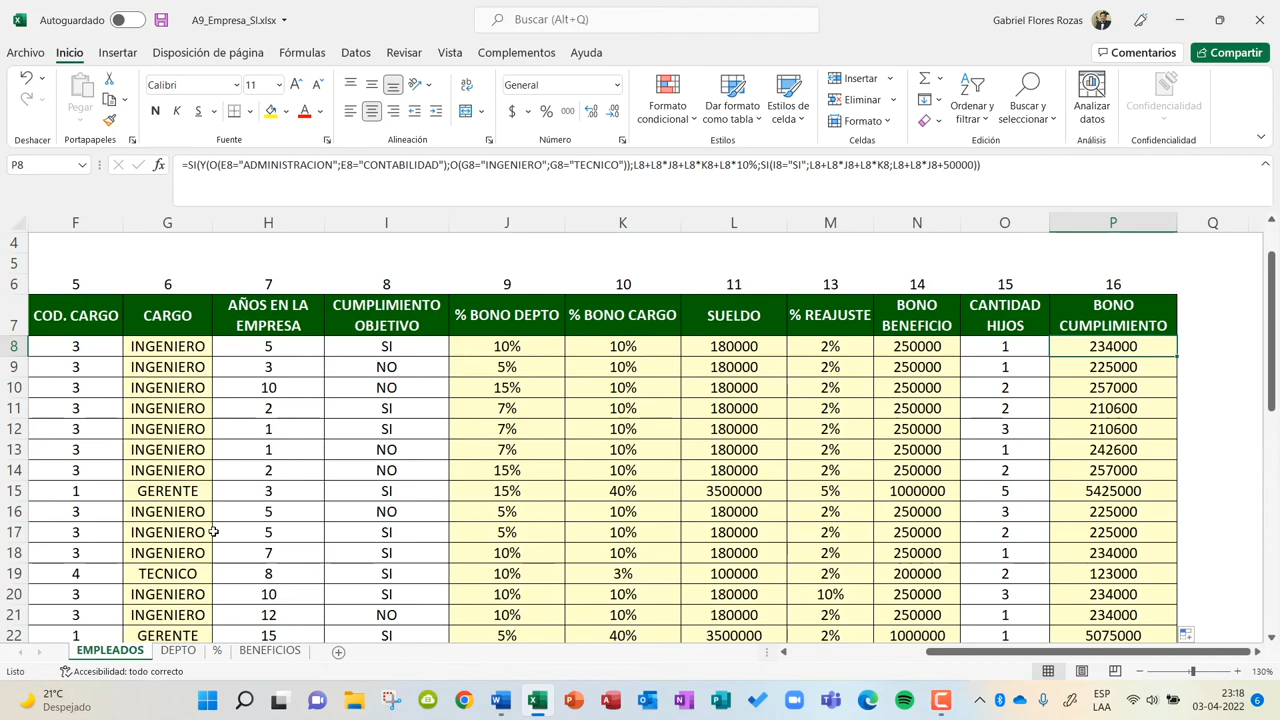 Autoguardado A9_Empresa_SI.xlsx Buscar (Alt+Q) Gabriel Flores Rozas
Archivo Inicio Insertar Disposición de página Fórmulas Datos Revisar Vista Complementos Ayuda Comentarios Compartir
Pegar
Calibri 11
N K S
General
$ % 000
Formato condicional
Dar formato como tabla
Estilos de celda
Insertar
Eliminar
Formato
Ordenar y filtrar
Buscar y seleccionar
Analizar datos
Confidencialidad
Deshacer Portapapeles Fuente Alineación Número Estilos Celdas Edición Análisis Confidencialidad
P8 fx =SI(Y(O(E8="ADMINISTRACION";E8="CONTABILIDAD");O(G8="INGENIERO";G8="TECNICO"));L8+L8*J8+L8*K8+L8*10%;SI(I8="SI";L8+L8*J8+L8*K8;L8+L8*J8+50000))
F G H I J K L M N O P Q
4
5
6 5 6 7 8 9 10 11 13 14 15 16
7 COD. CARGO CARGO AÑOS EN LA EMPRESA CUMPLIMIENTO OBJETIVO % BONO DEPTO % BONO CARGO SUELDO % REAJUSTE BONO BENEFICIO CANTIDAD HIJOS BONO CUMPLIMIENTO
8 3 INGENIERO 5 SI 10% 10% 180000 2% 250000 1 234000
9 3 INGENIERO 3 NO 5% 10% 180000 2% 250000 1 225000
10 3 INGENIERO 10 NO 15% 10% 180000 2% 250000 2 257000
11 3 INGENIERO 2 SI 7% 10% 180000 2% 250000 2 210600
12 3 INGENIERO 1 SI 7% 10% 180000 2% 250000 3 210600
13 3 INGENIERO 1 NO 7% 10% 180000 2% 250000 1 242600
14 3 INGENIERO 2 NO 15% 10% 180000 2% 250000 2 257000
15 1 GERENTE 3 SI 15% 40% 3500000 5% 1000000 5 5425000
16 3 INGENIERO 5 NO 5% 10% 180000 2% 250000 3 225000
17 3 INGENIERO 5 SI 5% 10% 180000 2% 250000 2 225000
18 3 INGENIERO 7 SI 10% 10% 180000 2% 250000 1 234000
19 4 TECNICO 8 SI 10% 3% 100000 2% 200000 2 123000
20 3 INGENIERO 10 SI 10% 10% 180000 10% 250000 3 234000
21 3 INGENIERO 12 NO 10% 10% 180000 2% 250000 1 234000
22 1 GERENTE 15 SI 5% 40% 3500000 2% 1000000 1 5075000
EMPLEADOS DEPTO % BENEFICIOS
Listo Accesibilidad: todo correcto 130%
21°C
Despejado
ESP
LAA
23:18
03-04-2022
6